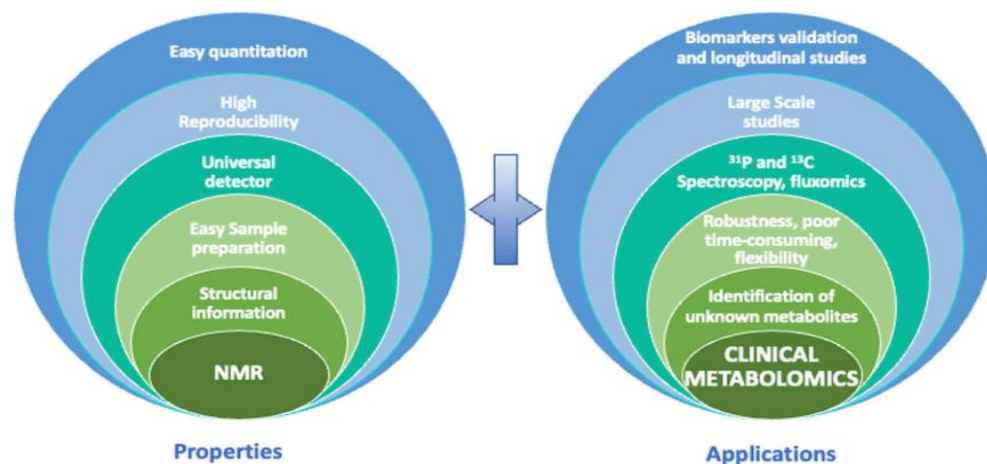 Easy quantitation
High
Reproducibility
Universal
detector
Easy Sample
preparation
Structural
information
NMR
Properties
Biomarkers validation
and longitudinal studies
Large Scale
studies
³¹P and ¹³C
Spectroscopy, fluxomics
Robustness, poor
time-consuming,
flexibility
Identification of
unknown metabolites
CLINICAL
METABOLOMICS
Applications